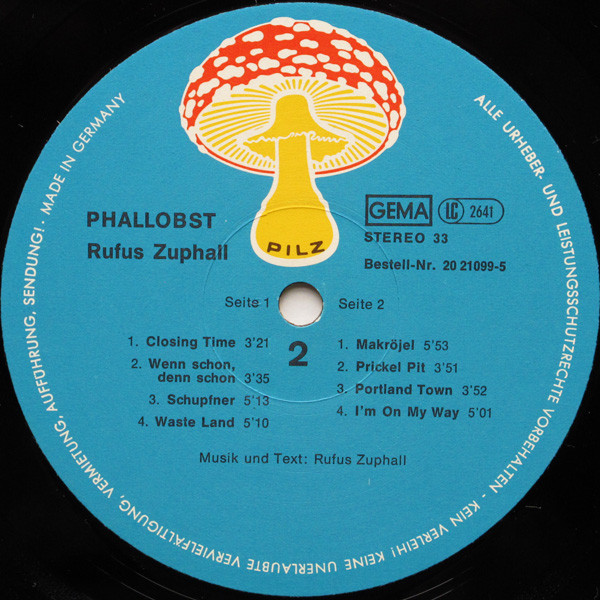 PHALLOBST
Rufus Zuphall
PILZ
GEMA LC 2641
STEREO 33
Bestell-Nr. 20 21099-5
Seite 1
1. Closing Time 3'21
2. Wenn schon,
denn schon 3'35
3. Schupfner 5'13
4. Waste Land 5'10
2
Seite 2
1. Makröjel 5'53
2. Prickel Pit 3'51
3. Portland Town 3'52
4. I'm On My Way 5'01
Musik und Text: Rufus Zuphall
ALLE URHEBER- UND LEISTUNGSSCHUTZRECHTE VORBEHALTEN - KEIN VERLEIH! KEINE UNERLAUBTE VERVIELFÄLTIGUNG, VERMIETUNG, AUFFÜHRUNG, SENDUNG! · MADE IN GERMANY